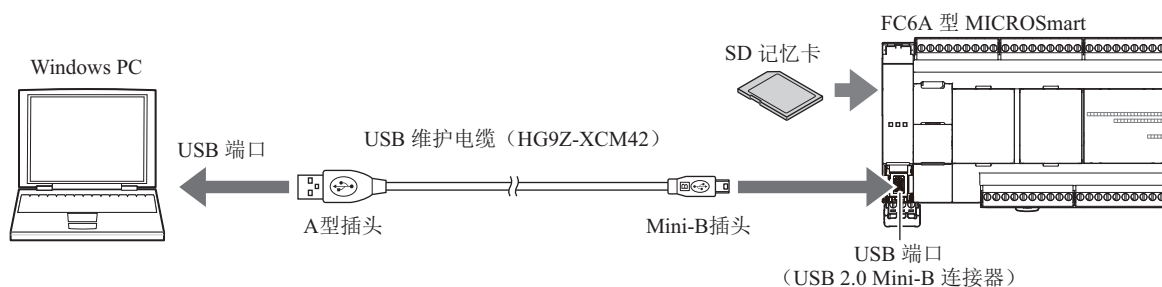 FC6A 型 MICROSmart
SD 记忆卡
Windows PC
USB 维护电缆（HG9Z-XCM42）
USB 端口
A型插头
Mini-B插头
USB 端口
（USB 2.0 Mini-B 连接器）